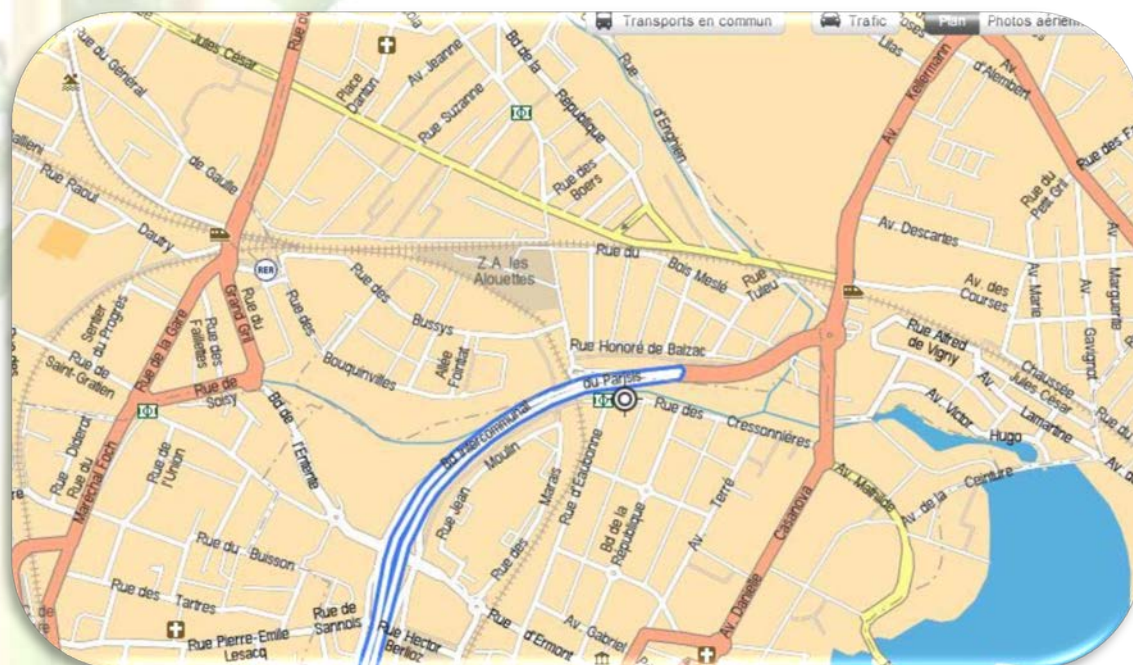 Transports en commun
Trafic
Plan
Photos aérienn
Rue du Général
de Gaulle
Jules César
Place
Danton
Av. Jeanne
Rue Suzanne
Bd de la
République
Rue
d'Enghien
Rue des
Boers
Av.
Kellermann
Lilas
d'Alembert
Av.
Rue des F
Rue du
Petit Gril
Av. Descartes
Av. des
Courses
Av. Marie
Av.
Gavignot
Av.
Marguerite
Rue Raoul
Dautry
RER
Z.A. les
Alouettes
Rue du
Bois Meslé
Rue
Tuleu
Sentier
du Progrès
Rue de
Saint-Gratien
Rue de la Gare
Rue des
Faillettes
Rue du
Grand Gril
Rue des
Bouquinvilles
Rue des
Bussys
Allée
Rue de
Soisy
Rue Honoré de Balzac
Bd Intercommunal
du Parisis
Rue des
Cressonnières
Rue Alfred
de Vigny
Av.
Lamartine
Chaussée
Jules César
Rue du
Av. Victor
Hugo
Av. de la
Ceinture
Av. Mathilde
Rue
Diderot
Rue du
Maréchal Foch
Rue de
l'Union
Bd de
l'Entente
Rue Jean
Moulin
Rue des
Marais
Rue d'Eaubonne
Bd de la
République
Av.
Terré
Av. Danielle
Casanova
Rue du Buisson
Rue des Tartres
Rue Pierre-Emile
Lesacq
Rue de
Sannois
Rue Hector
Berlioz
Rue d'Ermont
Av. Gabriel